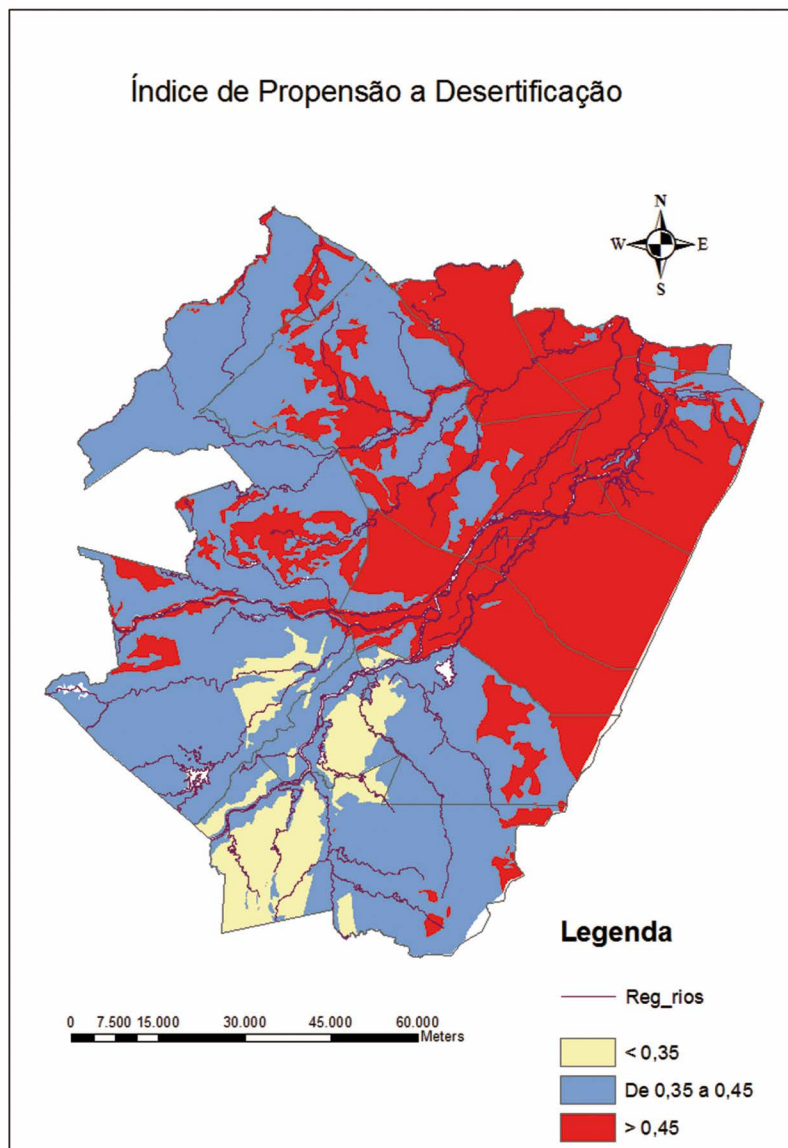 Índice de Propensão a Desertificação
N
W E
S
Legenda
Reg_rios
< 0,35
De 0,35 a 0,45
> 0,45
0 7.500 15.000 30.000 45.000 60.000
Meters